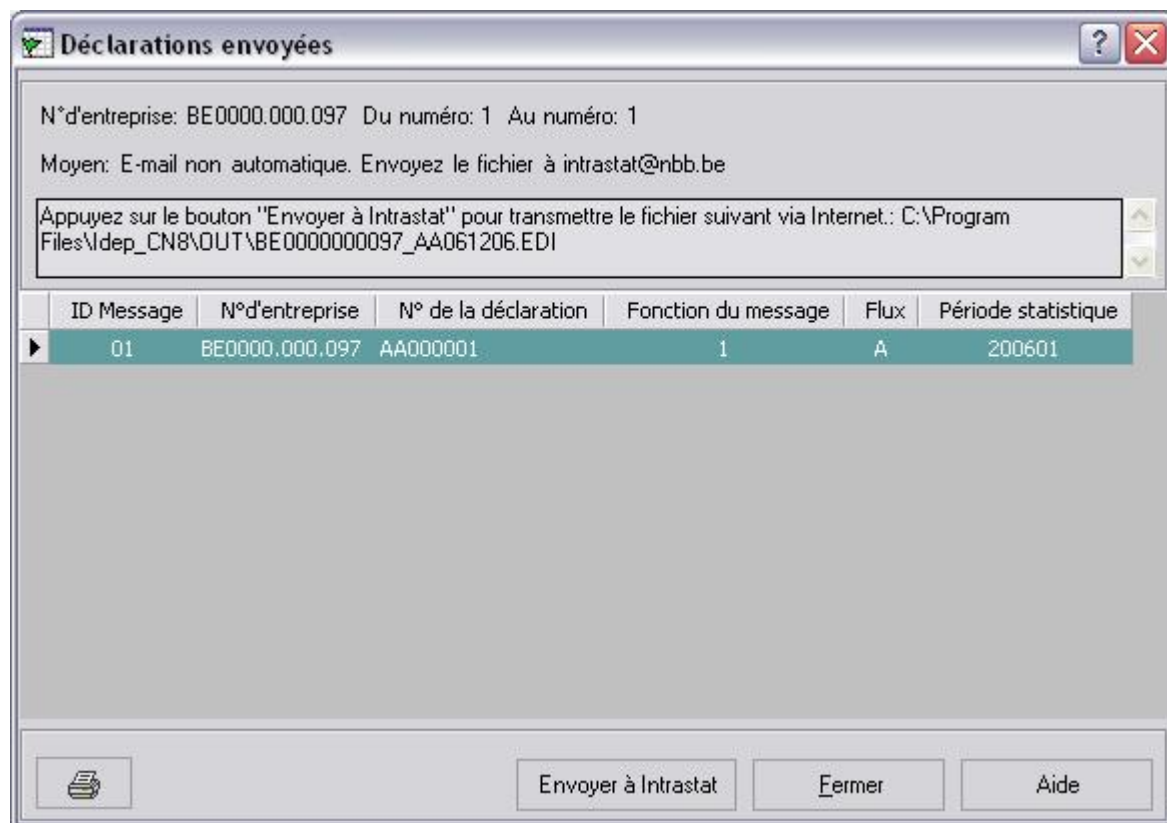 Déclarations envoyées
N°d'entreprise: BE0000.000.097 Du numéro: 1 Au numéro: 1
Moyen: E-mail non automatique. Envoyez le fichier à intrastat@nbb.be
Appuyez sur le bouton "Envoyer à Intrastat" pour transmettre le fichier suivant via Internet.: C:\Program
Files\Idep_CN8\OUT\BE0000000097_AA061206.EDI
ID Message N°d'entreprise N° de la déclaration Fonction du message Flux Période statistique
01 BE0000.000.097 AA000001 1 A 200601
Envoyer à Intrastat Fermer Aide